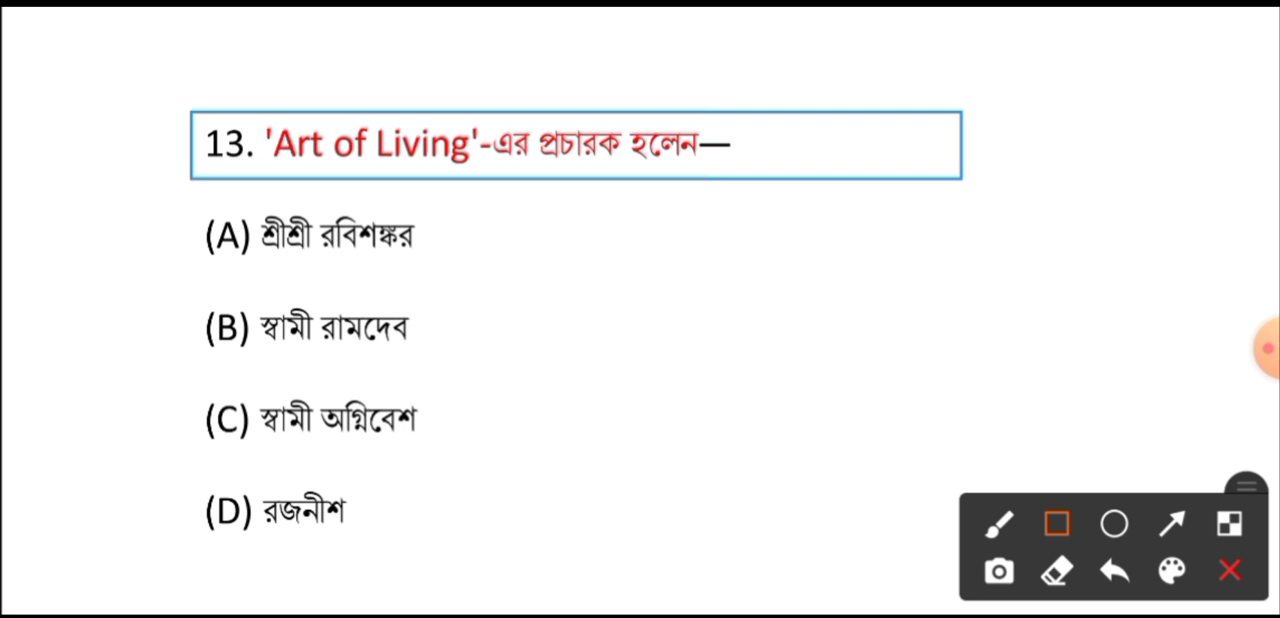 13. 'Art of Living'-এর প্রচারক হলেন—
(A) শ্রীশ্রী রবিশঙ্কর
(B) স্বামী রামদেব
(C) স্বামী অগ্নিবেশ
(D) রজনীশ